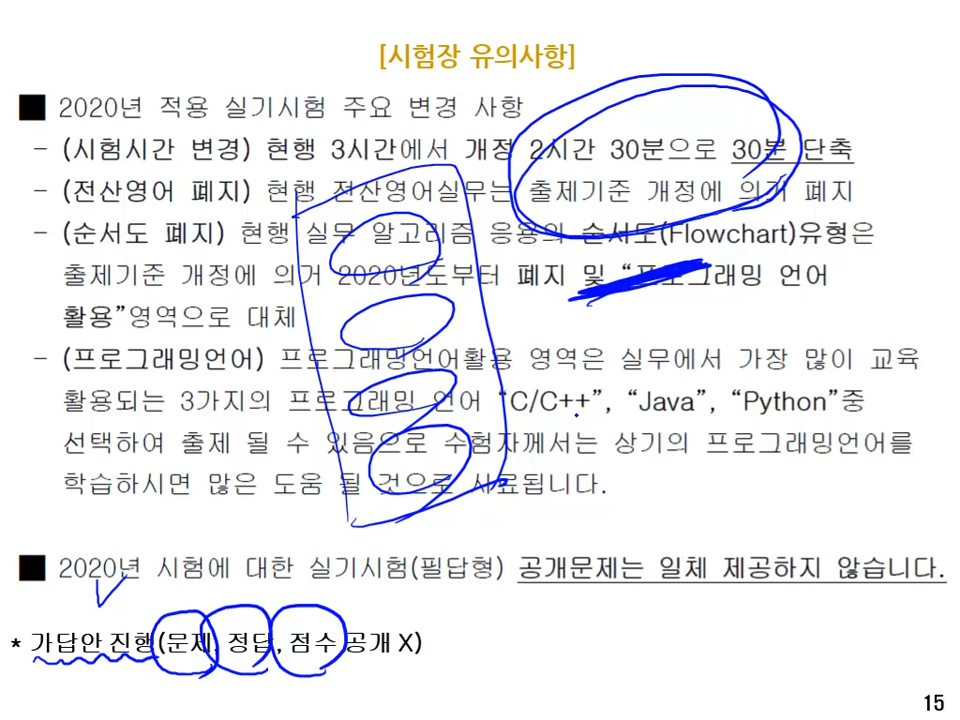 [시험장 유의사항]
■ 2020년 적용 실기시험 주요 변경 사항
- (시험시간 변경) 현행 3시간에서 개정 2시간 30분으로 30분 단축
- (전산영어 폐지) 현행 전산영어실무는 출제기준 개정에 의거 폐지
- (순서도 폐지) 현행 실무 알고리즘 응용의 순서도(Flowchart)유형은
출제기준 개정에 의거 2020년도부터 폐지 및 “프로그래밍 언어
활용”영역으로 대체
- (프로그래밍언어) 프로그래밍언어활용 영역은 실무에서 가장 많이 교육
활용되는 3가지의 프로그래밍 언어 “C/C++”, “Java”, “Python”중
선택하여 출제 될 수 있음으로 수험자께서는 상기의 프로그래밍언어를
학습하시면 많은 도움 될 것으로 사료됩니다.
■ 2020년 시험에 대한 실기시험(필답형) 공개문제는 일체 제공하지 않습니다.
* 가답안 진행(문제, 정답, 점수 공개 X)
15